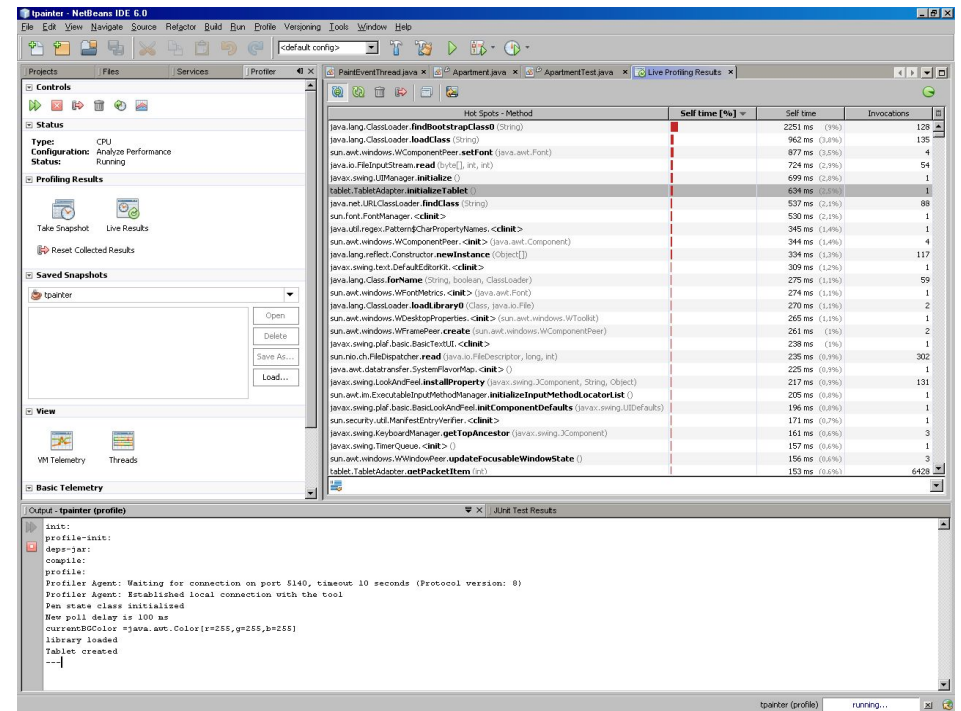 tpainter - NetBeans IDE 6.0
File Edit View Navigate Source Refactor Build Run Profile Versioning Tools Window Help
<default config>
Projects Files Services Profiler
PaintEventThread.java Apartment.java ApartmentTest.java Live Profiling Results
Controls
Status
Type: CPU
Configuration: Analyze Performance
Status: Running
Profiling Results
Take Snapshot Live Results
Reset Collected Results
Saved Snapshots
tpainter
Open
Delete
Save As...
Load...
View
VM Telemetry Threads
Basic Telemetry
Hot Spots - Method Self time [%] Self time Invocations
java.lang.ClassLoader.findBootstrapClass0 (String) 2251 ms (9%) 128
java.lang.ClassLoader.loadClass (String) 962 ms (3,8%) 135
sun.awt.windows.WComponentPeer.setFont (java.awt.Font) 877 ms (3,5%) 4
java.io.FileInputStream.read (byte[], int, int) 724 ms (2,9%) 54
javax.swing.UIManager.initialize () 699 ms (2,8%) 1
tablet.TabletAdapter.initializeTablet () 634 ms (2,5%) 1
java.net.URLClassLoader.findClass (String) 537 ms (2,1%) 88
sun.font.FontManager.<clinit> 530 ms (2,1%) 1
java.util.regex.Pattern$CharPropertyNames.<clinit> 345 ms (1,4%) 1
sun.awt.windows.WComponentPeer.<init> (java.awt.Component) 344 ms (1,4%) 4
java.lang.reflect.Constructor.newInstance (Object[]) 334 ms (1,3%) 117
javax.swing.text.DefaultEditorKit.<clinit> 309 ms (1,2%) 1
java.lang.Class.forName (String, boolean, ClassLoader) 275 ms (1,1%) 59
sun.awt.windows.WFontMetrics.<init> (java.awt.Font) 274 ms (1,1%) 1
java.lang.ClassLoader.loadLibrary0 (Class, java.io.File) 270 ms (1,1%) 2
sun.awt.windows.WDesktopProperties.<init> (sun.awt.windows.WToolkit) 265 ms (1,1%) 1
sun.awt.windows.WFramePeer.create (sun.awt.windows.WComponentPeer) 261 ms (1%) 2
javax.swing.plaf.basic.BasicTextUI.<clinit> 238 ms (1%) 1
sun.nio.ch.FileDispatcher.read (java.io.FileDescriptor, long, int) 235 ms (0,9%) 302
java.awt.datatransfer.SystemFlavorMap.<init> () 225 ms (0,9%) 1
javax.swing.LookAndFeel.installProperty (javax.swing.JComponent, String, Object) 217 ms (0,9%) 131
sun.awt.im.ExecutableInputMethodManager.initializeInputMethodLocatorList () 205 ms (0,8%) 1
javax.swing.plaf.basic.BasicLookAndFeel.initComponentDefaults (javax.swing.UIDefaults) 196 ms (0,8%) 1
sun.security.util.ManifestEntryVerifier.<clinit> 171 ms (0,7%) 1
javax.swing.KeyboardManager.getTopAncestor (javax.swing.JComponent) 161 ms (0,6%) 3
javax.swing.TimerQueue.<init> () 157 ms (0,6%) 1
sun.awt.windows.WWindowPeer.updateFocusableWindowState () 156 ms (0,6%) 3
tablet.TabletAdapter.getPacketItem (int) 153 ms (0,6%) 6428
Output - tpainter (profile) JUnit Test Results
init:
profile-init:
deps-jar:
compile:
profile:
Profiler Agent: Waiting for connection on port 5140, timeout 10 seconds (Protocol version: 8)
Profiler Agent: Established local connection with the tool
Pen state class initialized
New poll delay is 100 ms
currentBGColor =java.awt.Color[r=255,g=255,b=255]
library loaded
Tablet created
---
tpainter (profile) running...